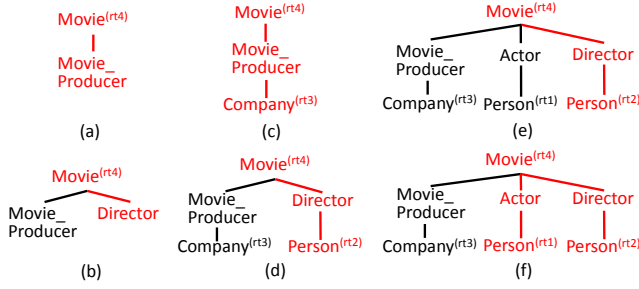 Movie(rt4)
Movie_
Producer
(a)
Movie(rt4)
Movie_
Producer
Director
(b)
Movie(rt4)
Movie_
Producer
Company(rt3)
(c)
Movie(rt4)
Movie_
Producer
Director
Company(rt3)
Person(rt2)
(d)
Movie(rt4)
Movie_
Producer
Actor
Director
Company(rt3)
Person(rt1)
Person(rt2)
(e)
Movie(rt4)
Movie_
Producer
Actor
Director
Company(rt3)
Person(rt1)
Person(rt2)
(f)